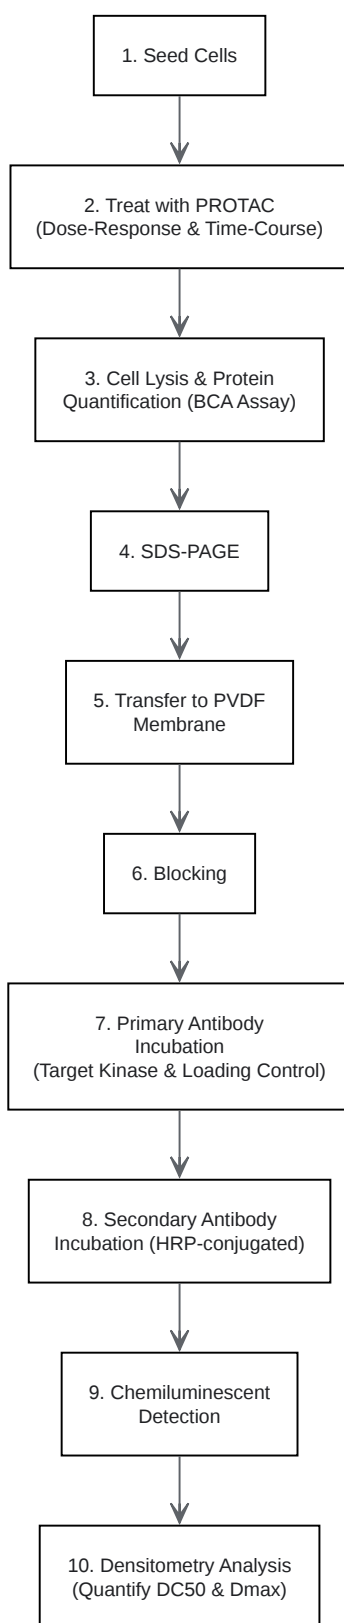 1. Seed Cells
2. Treat with PROTAC
(Dose-Response & Time-Course)
3. Cell Lysis & Protein
Quantification (BCA Assay)
4. SDS-PAGE
5. Transfer to PVDF
Membrane
6. Blocking
7. Primary Antibody
Incubation
(Target Kinase & Loading Control)
8. Secondary Antibody
Incubation (HRP-conjugated)
9. Chemiluminescent
Detection
10. Densitometry Analysis
(Quantify DC50 & Dmax)